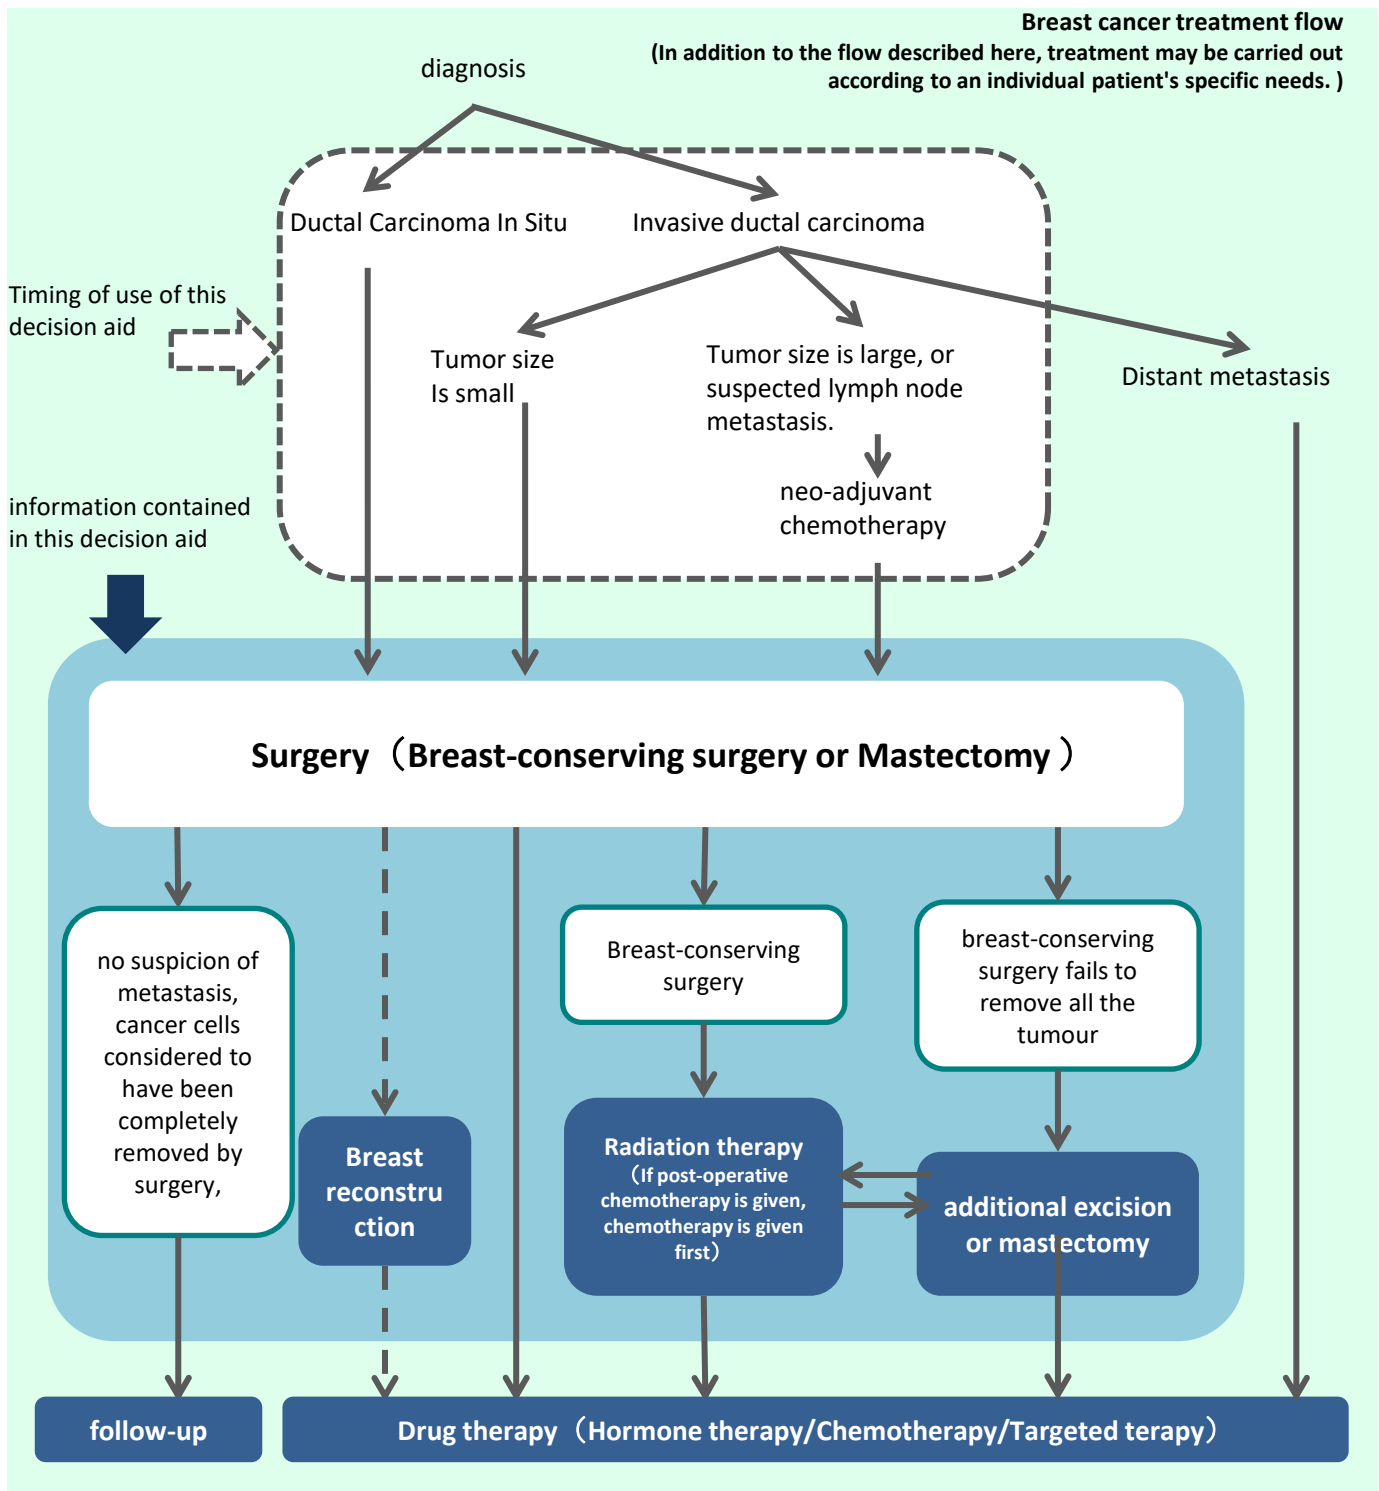 Breast cancer treatment flow
(In addition to the flow described here, treatment may be carried out
according to an individual patient's specific needs. )
diagnosis
Ductal Carcinoma In Situ
Invasive ductal carcinoma
Timing of use of this
decision aid
Tumor size
Is small
Tumor size is large, or
suspected lymph node
metastasis.
Distant metastasis
neo-adjuvant
chemotherapy
information contained
in this decision aid
Surgery（Breast-conserving surgery or Mastectomy ）
no suspicion of
metastasis,
cancer cells
considered to
have been
completely
removed by
surgery,
Breast
reconstru
ction
Breast-conserving
surgery
breast-conserving
surgery fails to
remove all the
tumour
Radiation therapy
（If post-operative
chemotherapy is given,
chemotherapy is given
first）
additional excision
or mastectomy
follow-up
Drug therapy（Hormone therapy/Chemotherapy/Targeted terapy）